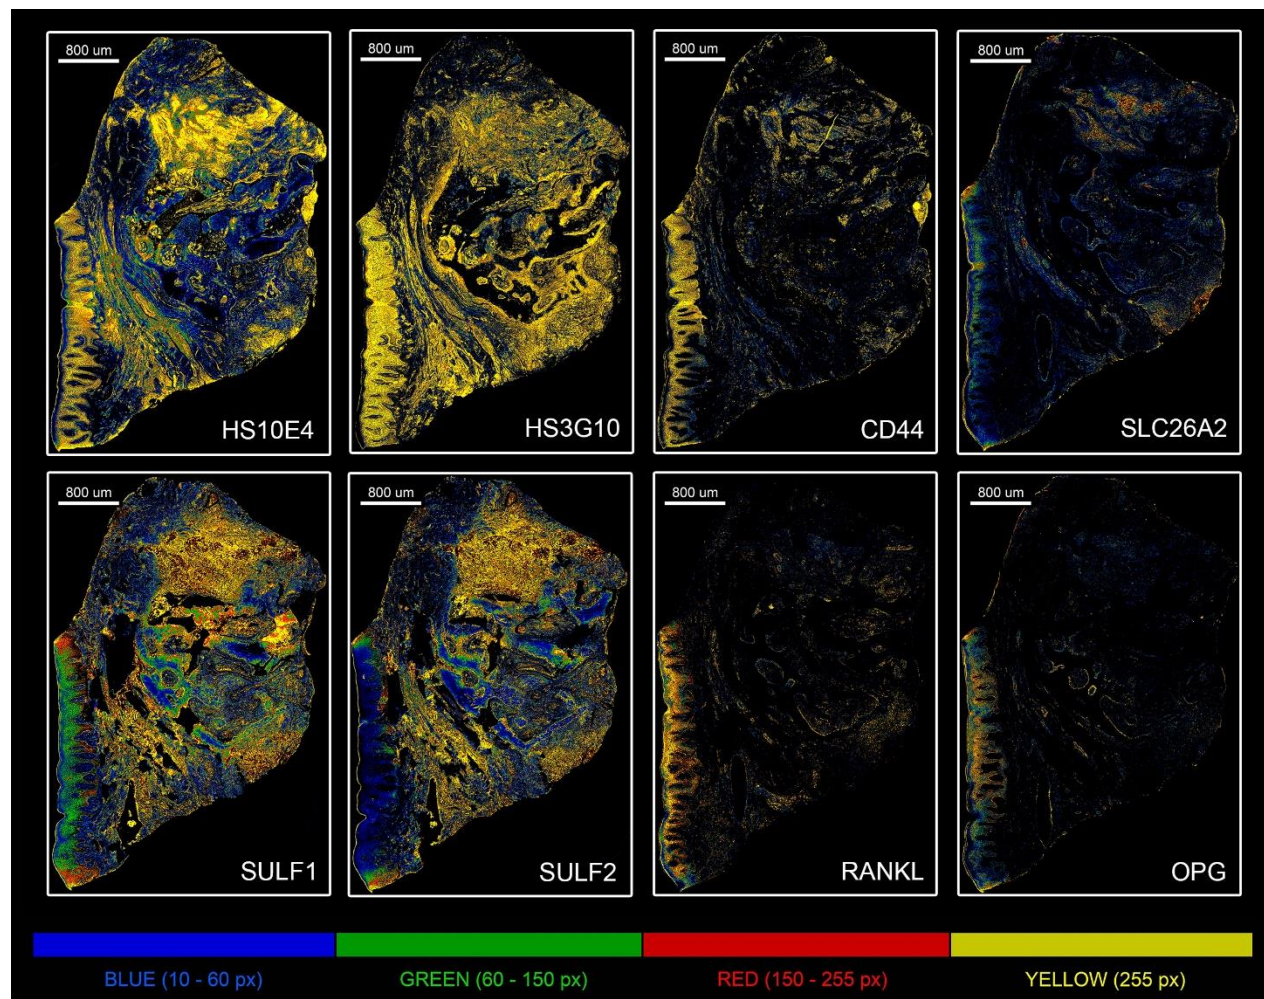 800 um
800 um
800 um
800 um
HS10E4
HS3G10
CD44
SLC26A2
800 um
800 um
800 um
800 um
SULF1
SULF2
RANKL
OPG
BLUE (10 - 60 px)
GREEN (60 - 150 px)
RED (150 - 255 px)
YELLOW (255 px)